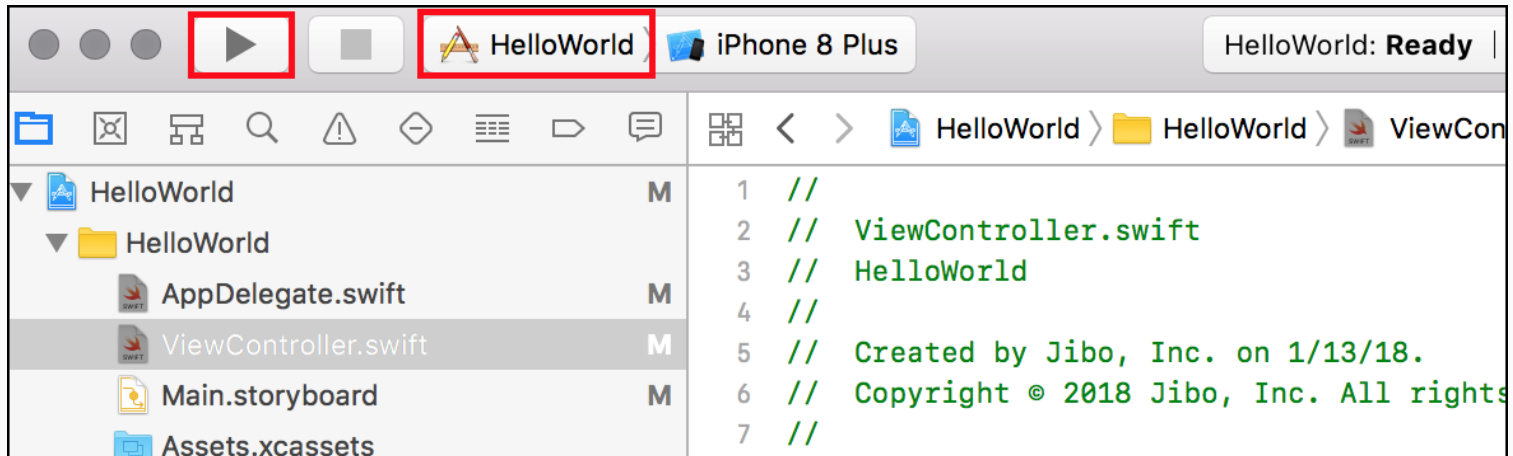 HelloWorld iPhone 8 Plus HelloWorld: Ready
HelloWorld HelloWorld ViewCon
HelloWorld M
HelloWorld
AppDelegate.swift M
ViewController.swift M
Main.storyboard M
Assets.xcassets
1 //
2 // ViewController.swift
3 // HelloWorld
4 //
5 // Created by Jibo, Inc. on 1/13/18.
6 // Copyright © 2018 Jibo, Inc. All rights
7 //